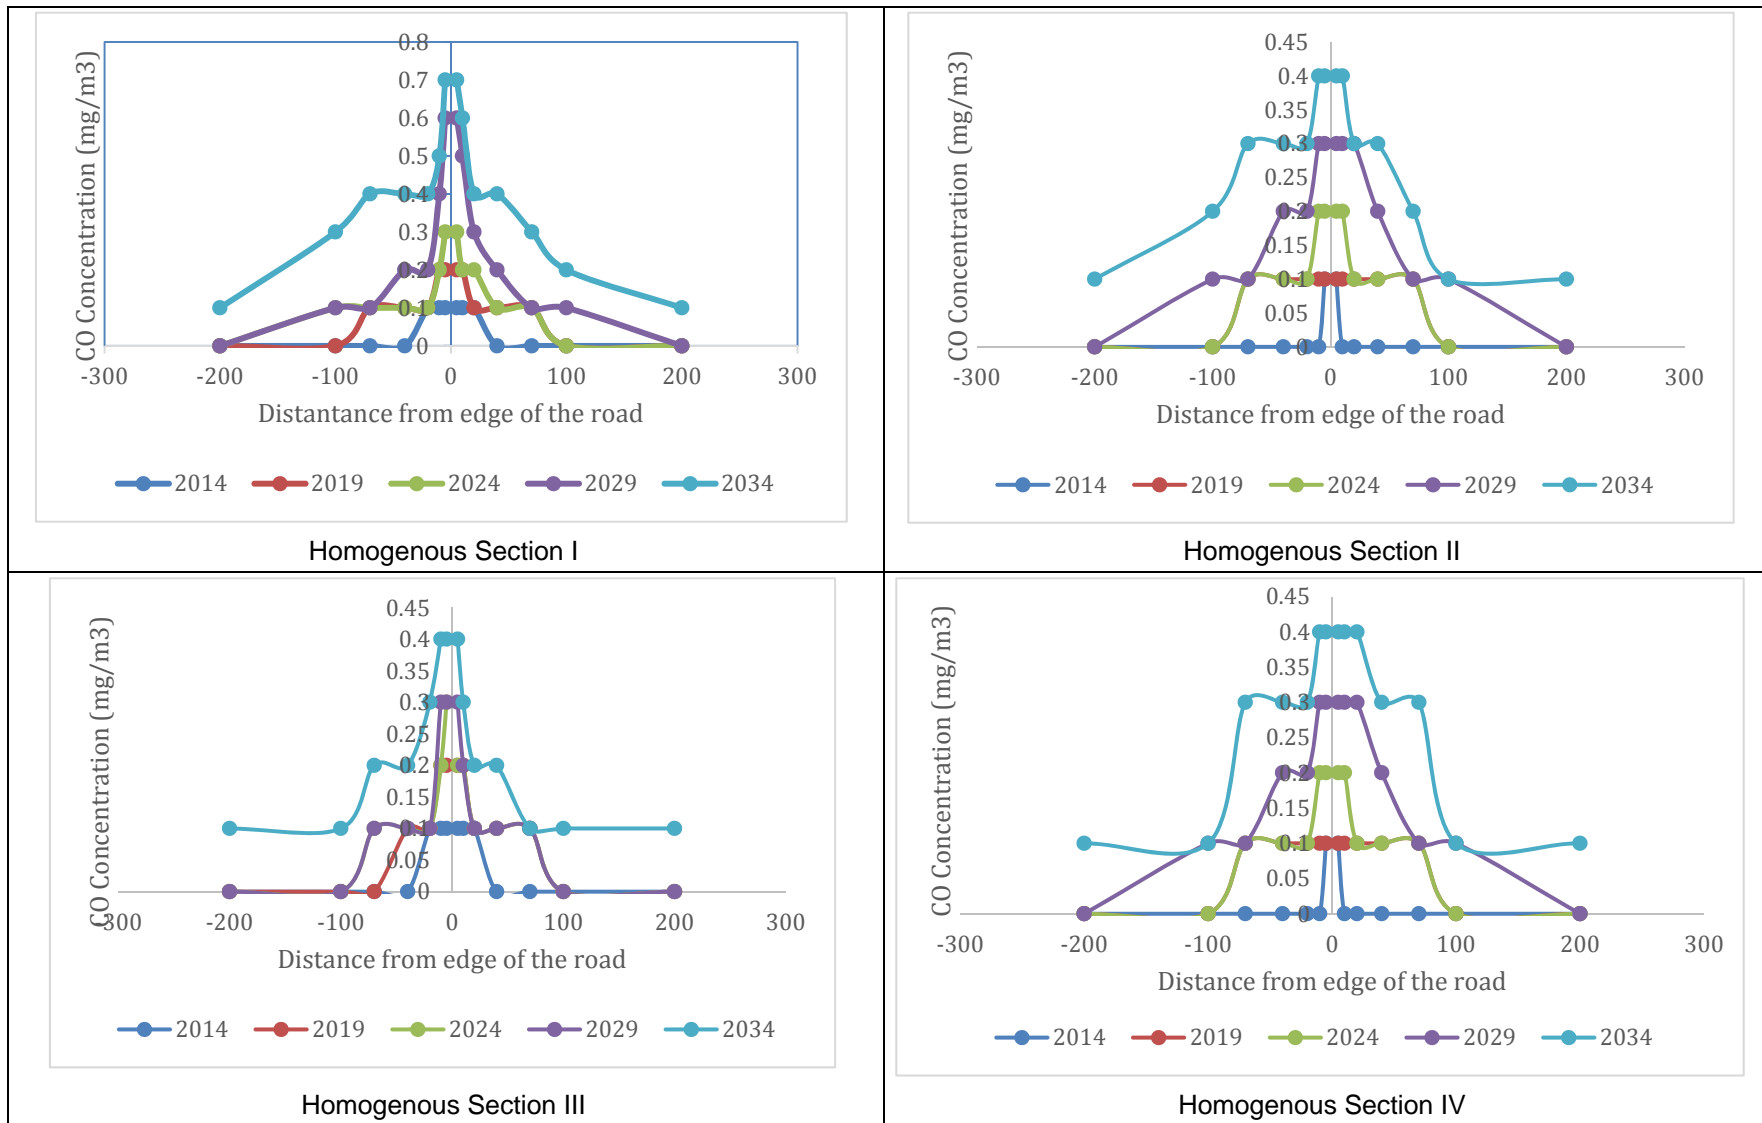 CO Concentration (mg/m3)
0.8
0.7
0.6
0.5
0.4
0.3
0.2
0.1
0
-300 -200 -100 0 100 200 300
Distantance from edge of the road
2014 2019 2024 2029 2034
Homogenous Section I
CO Concentration (mg/m3)
0.45
0.4
0.35
0.3
0.25
0.2
0.15
0.1
0.05
0
-300 -200 -100 0 100 200 300
Distance from edge of the road
2014 2019 2024 2029 2034
Homogenous Section II
CO Concentration (mg/m3)
0.45
0.4
0.35
0.3
0.25
0.2
0.15
0.1
0.05
0
-300 -200 -100 0 100 200 300
Distance from edge of the road
2014 2019 2024 2029 2034
Homogenous Section III
CO Concentration (mg/m3)
0.45
0.4
0.35
0.3
0.25
0.2
0.15
0.1
0.05
0
-300 -200 -100 0 100 200 300
Distance from edge of the road
2014 2019 2024 2029 2034
Homogenous Section IV